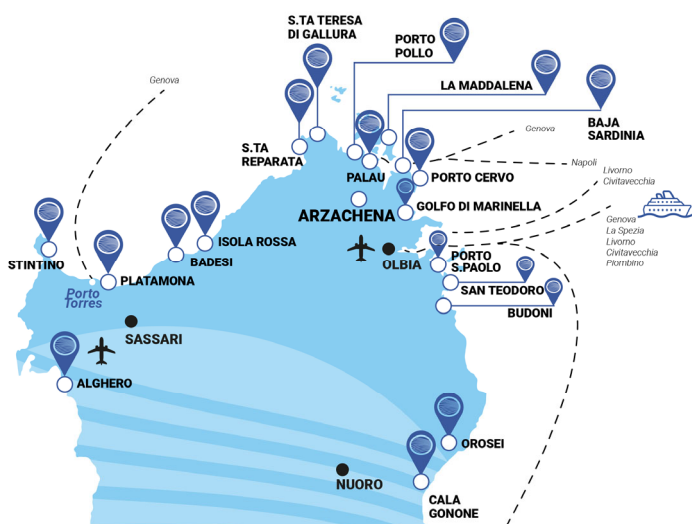 S.TA TERESA
DI GALLURA
PORTO
POLLO
LA MADDALENA
BAJA
SARDINIA
Genova
S.TA
REPARATA
PALAU
PORTO CERVO
Genova
Napoli
Livorno
Civitavecchia
ARZACHENA
GOLFO DI MARINELLA
Genova
La Spezia
Livorno
Civitavecchia
Piombino
STINTINO
ISOLA ROSSA
BADESI
PLATAMONA
Porto
Torres
OLBIA
PORTO
S.PAOLO
SAN TEODORO
BUDONI
SASSARI
ALGHERO
OROSEI
NUORO
CALA
GONONE